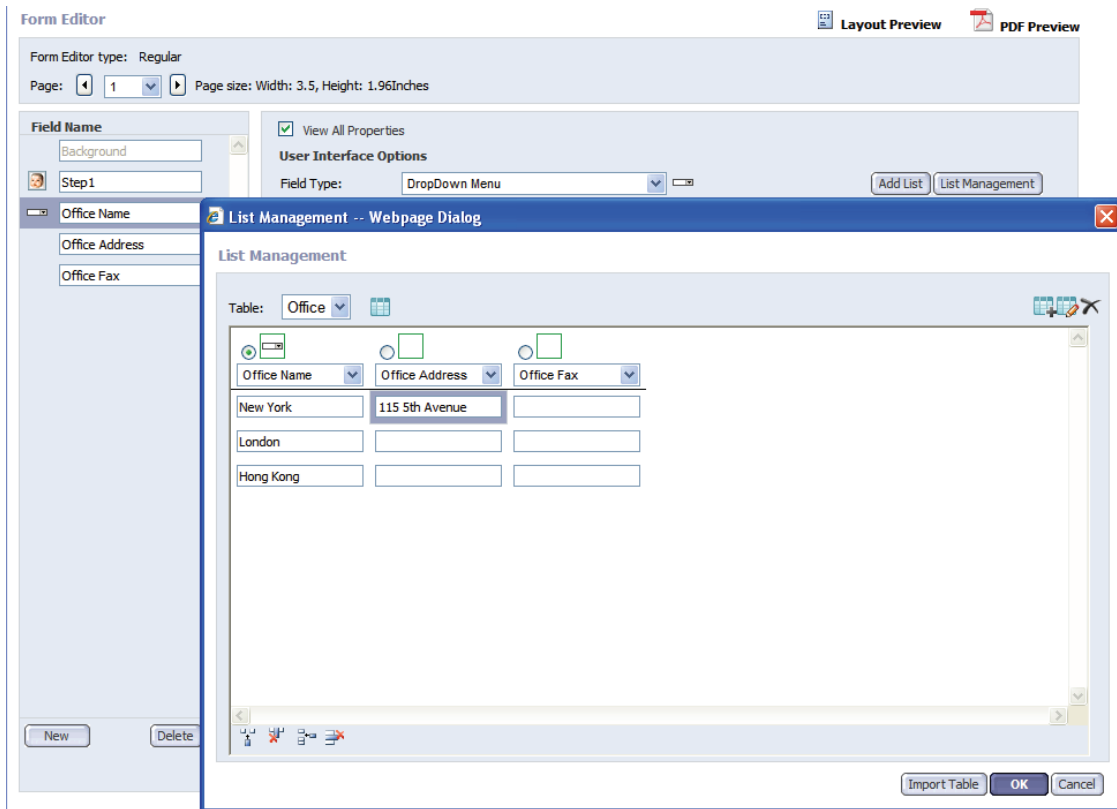 Form Editor
Layout Preview
PDF Preview
Form Editor type: Regular
Page: 1 Page size: Width: 3.5, Height: 1.96Inches
Field Name
Background
Step1
Office Name
Office Address
Office Fax
New
Delete
View All Properties
User Interface Options
Field Type: DropDown Menu
Add List
List Management
List Management -- Webpage Dialog
List Management
Table: Office
Office Name Office Address Office Fax
New York 115 5th Avenue
London
Hong Kong
Import Table OK Cancel